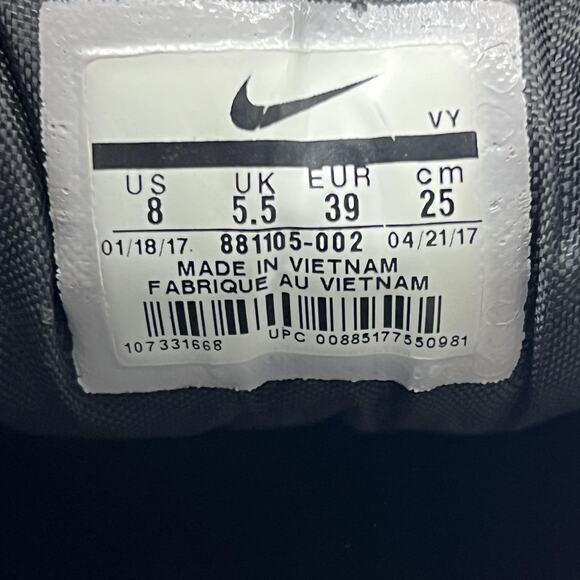 VY
US UK EUR cm
8 5.5 39 25
01/18/17. 881105-002 04/21/17
MADE IN VIETNAM
FABRIQUE AU VIETNAM
107331668 UPC 00885177550981